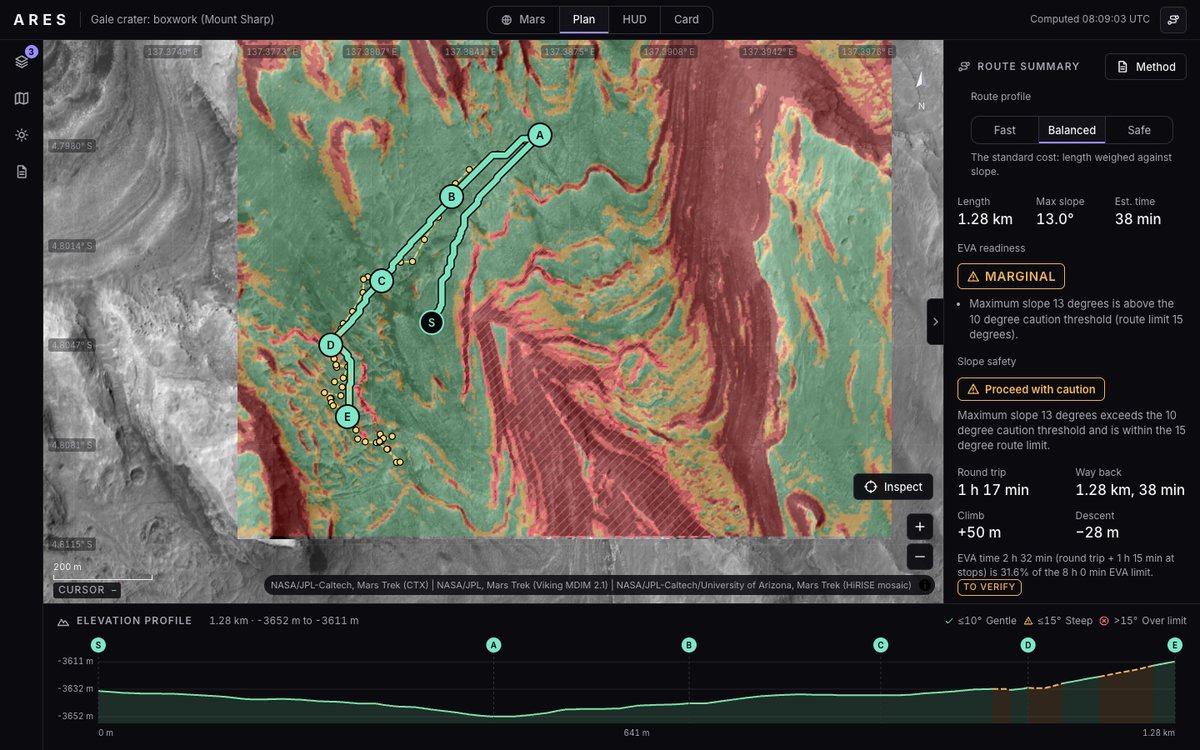 ARES
Gale crater: boxwork (Mount Sharp)
Mars
Plan
HUD
Card
Computed 08:09:03 UTC
3
137.3740° E
137.3773° E
137.3807° E
137.3841° E
137.3875° E
137.3908° E
137.3942° E
137.3976° E
4.7980° S
4.8014° S
4.8047° S
4.8081° S
4.8115° S
N
A
B
C
S
D
E
Inspect
+
−
200 m
CURSOR –
NASA/JPL-Caltech, Mars Trek (CTX) | NASA/JPL, Mars Trek (Viking MDIM 2.1) | NASA/JPL-Caltech/University of Arizona, Mars Trek (HiRISE mosaic)
ROUTE SUMMARY
Method
Route profile
Fast
Balanced
Safe
The standard cost: length weighed against
slope.
Length
Max slope
Est. time
1.28 km
13.0°
38 min
EVA readiness
MARGINAL
• Maximum slope 13 degrees is above the
10 degree caution threshold (route limit 15
degrees).
Slope safety
Proceed with caution
Maximum slope 13 degrees exceeds the 10
degree caution threshold and is within the 15
degree route limit.
Round trip
Way back
1 h 17 min
1.28 km, 38 min
Climb
Descent
+50 m
−28 m
EVA time 2 h 32 min (round trip + 1 h 15 min at
stops) is 31.6% of the 8 h 0 min EVA limit.
TO VERIFY
ELEVATION PROFILE
1.28 km · −3652 m to −3611 m
≤10° Gentle
≤15° Steep
>15° Over limit
S
A
B
C
D
E
-3611 m
-3632 m
-3652 m
0 m
641 m
1.28 km